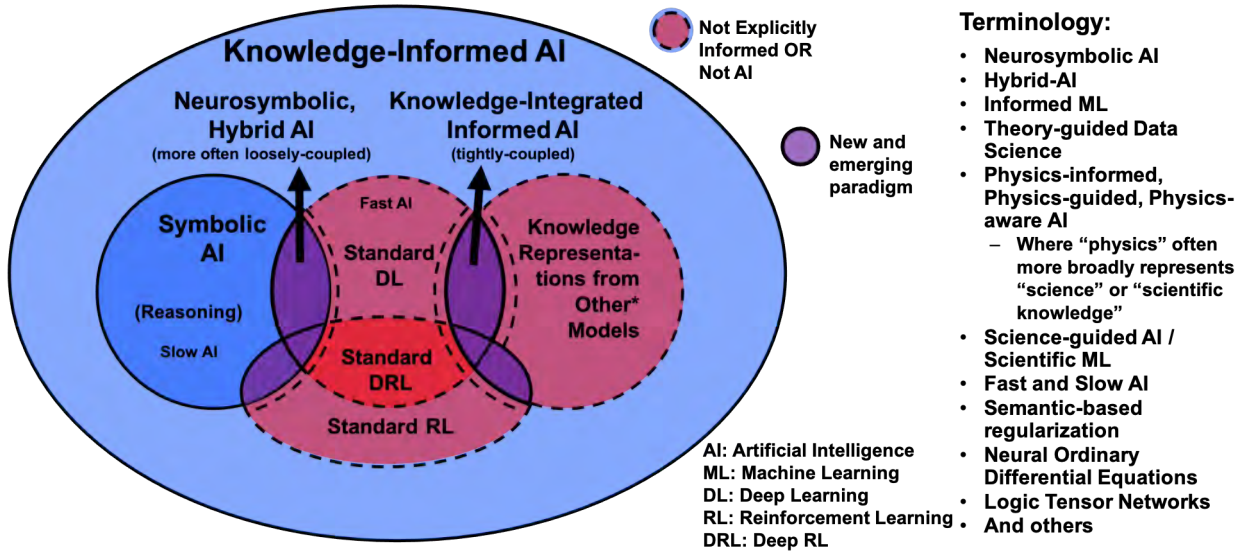 Knowledge-Informed AI
Neurosymbolic,
Hybrid AI
(more often loosely-coupled)
Knowledge-Integrated
Informed AI
(tightly-coupled)
Symbolic
AI
(Reasoning)
Slow AI
Fast AI
Standard
DL
Knowledge
Representa-
tions from
Other*
Models
Standard
DRL
Standard RL
Not Explicitly
Informed OR
Not AI
New and
emerging
paradigm
AI: Artificial Intelligence
ML: Machine Learning
DL: Deep Learning
RL: Reinforcement Learning
DRL: Deep RL
Terminology:
• Neurosymbolic AI
• Hybrid-AI
• Informed ML
• Theory-guided Data
Science
• Physics-informed,
Physics-guided, Physics-
aware AI
– Where “physics” often
more broadly represents
“science” or “scientific
knowledge”
• Science-guided AI /
Scientific ML
• Fast and Slow AI
• Semantic-based
regularization
• Neural Ordinary
Differential Equations
• Logic Tensor Networks
• And others